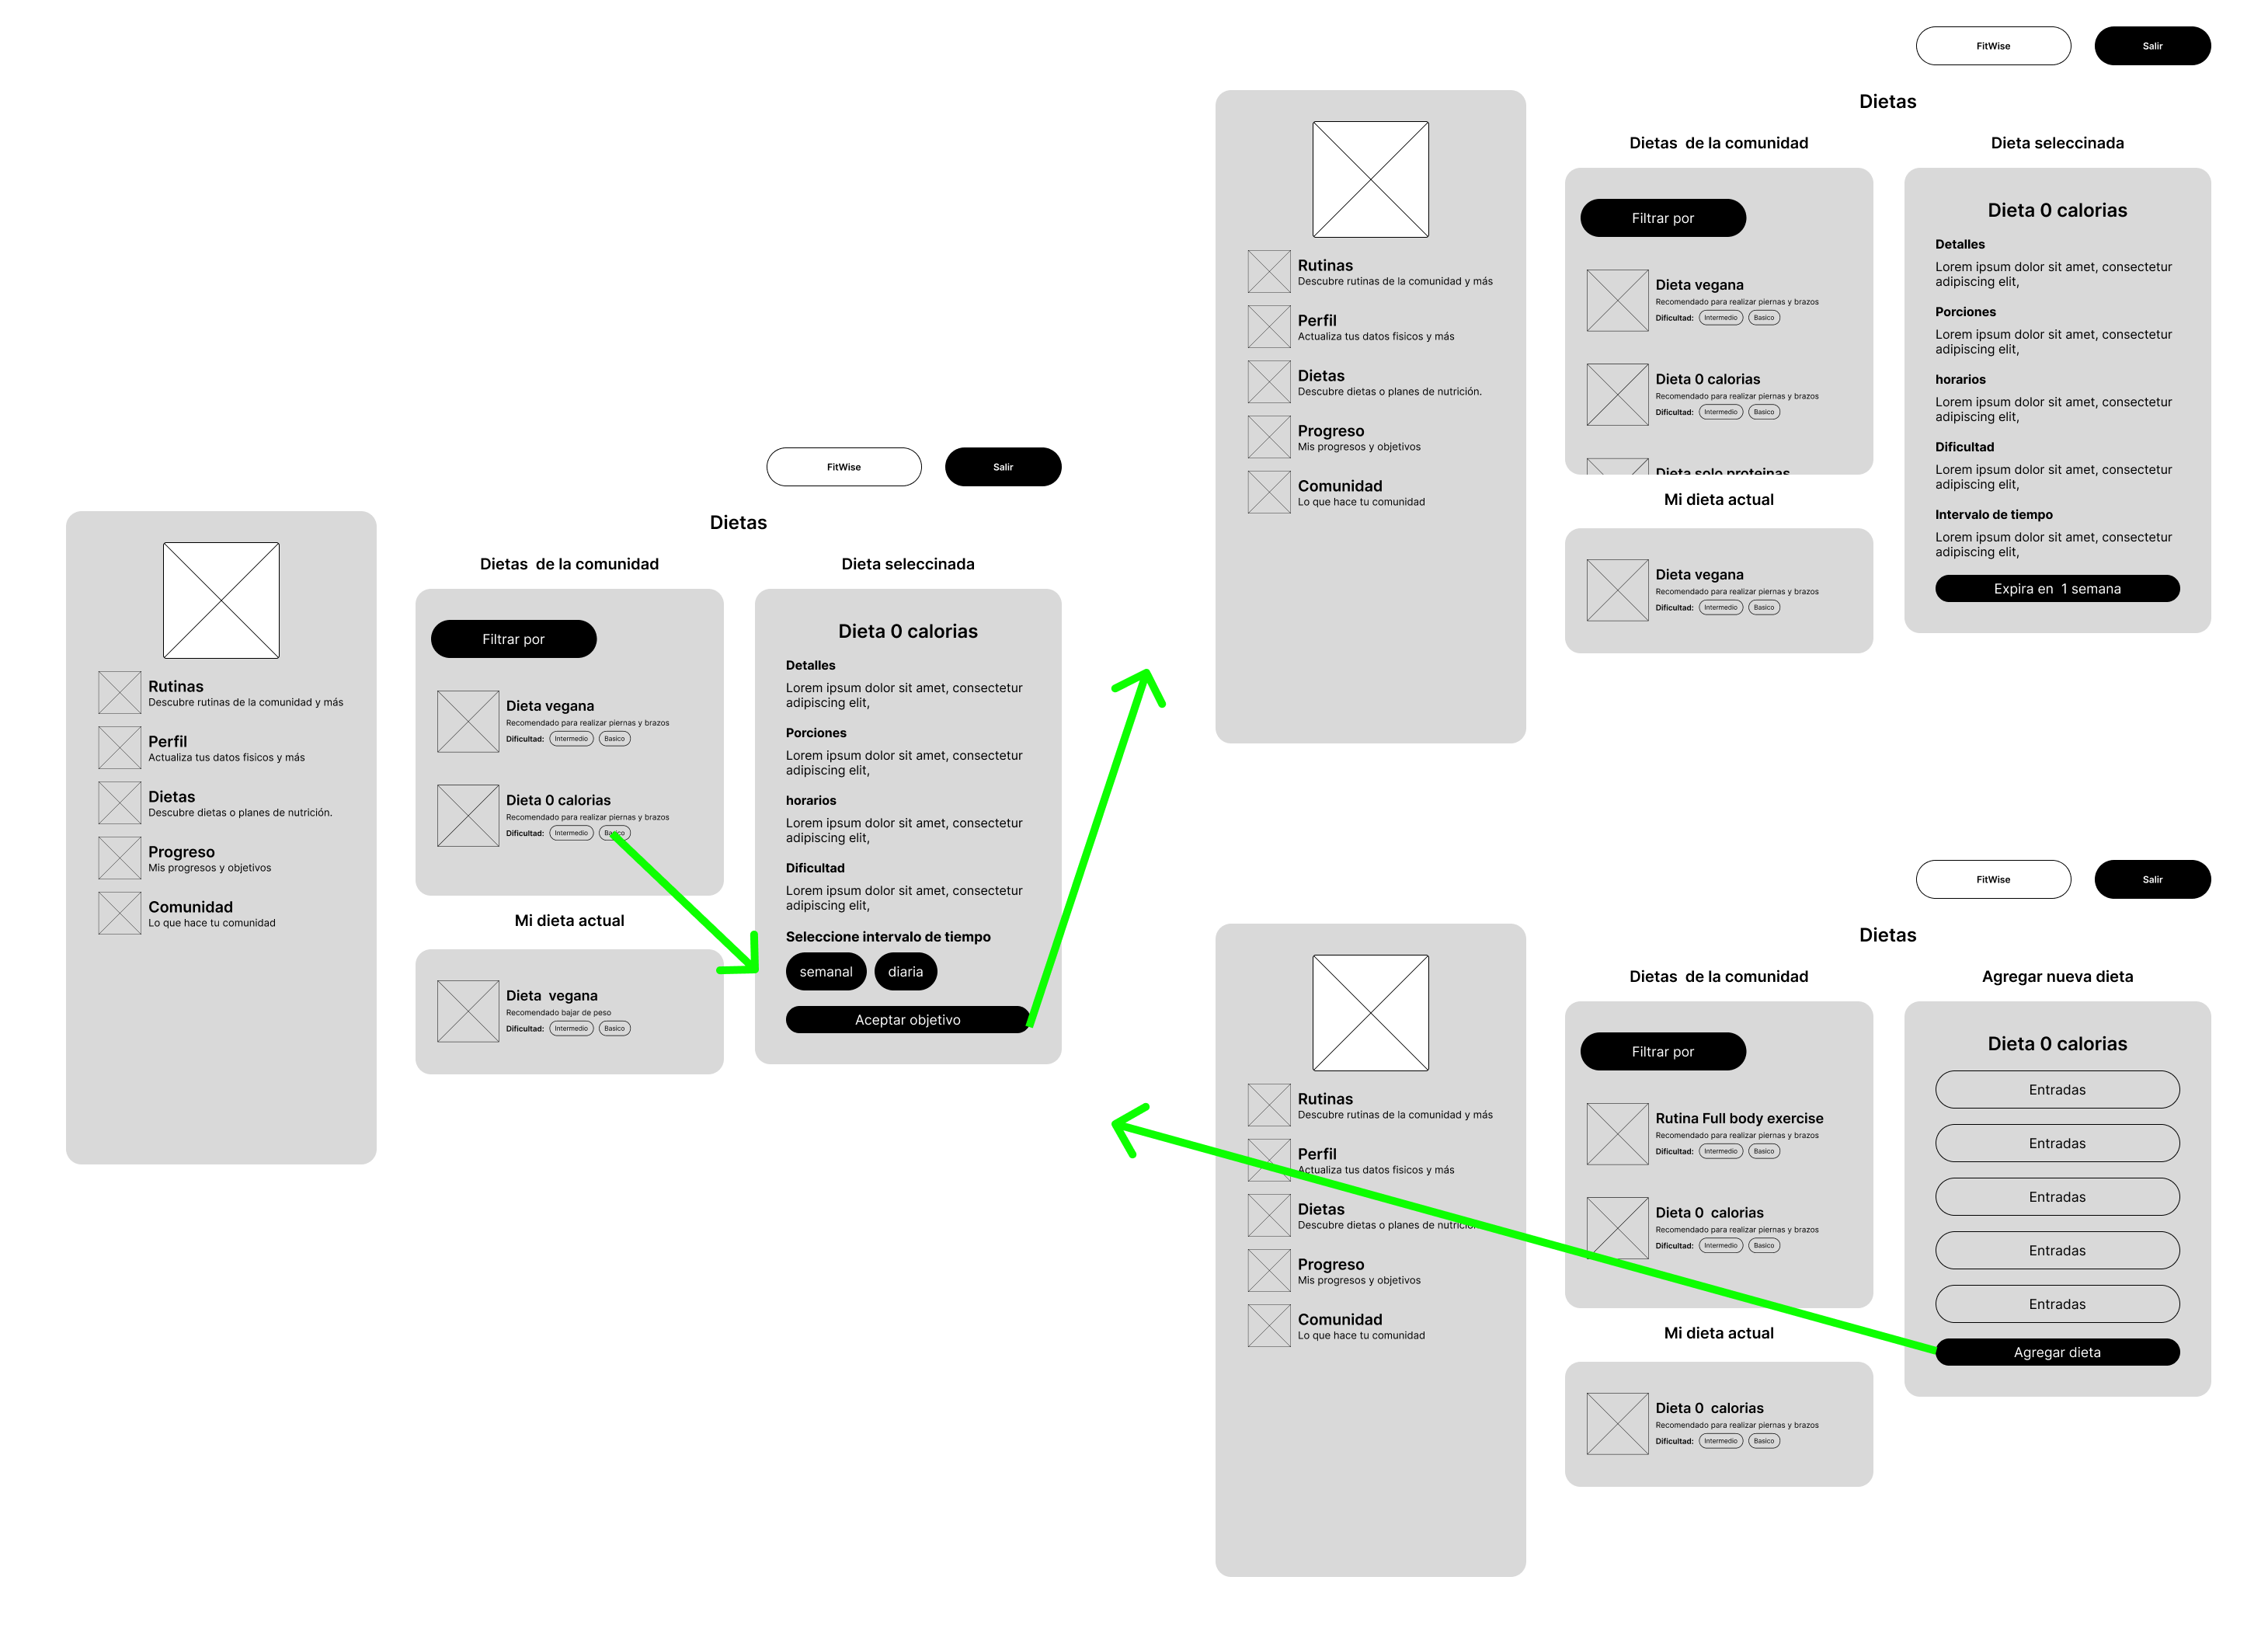 FitWise
Salir
Dietas
Dietas  de la comunidad
Dieta seleccinada
Rutinas
Descubre rutinas de la comunidad y más
Perfil
Actualiza tus datos fisicos y más
Dietas
Descubre dietas o planes de nutrición.
Progreso
Mis progresos y objetivos
Comunidad
Lo que hace tu comunidad
Filtrar por
Dieta vegana
Recomendado para realizar piernas y brazos
Dificultad: Intermedio Basico
Dieta 0 calorias
Recomendado para realizar piernas y brazos
Dificultad: Intermedio Basico
Mi dieta actual
Dieta  vegana
Recomendado bajar de peso
Dificultad: Intermedio Basico
Dieta 0 calorias
Detalles
Lorem ipsum dolor sit amet, consectetur
adipiscing elit,
Porciones
Lorem ipsum dolor sit amet, consectetur
adipiscing elit,
horarios
Lorem ipsum dolor sit amet, consectetur
adipiscing elit,
Dificultad
Lorem ipsum dolor sit amet, consectetur
adipiscing elit,
Seleccione intervalo de tiempo
semanal diaria
Aceptar objetivo
FitWise
Salir
Dietas
Dietas  de la comunidad
Dieta seleccinada
Rutinas
Descubre rutinas de la comunidad y más
Perfil
Actualiza tus datos fisicos y más
Dietas
Descubre dietas o planes de nutrición.
Progreso
Mis progresos y objetivos
Comunidad
Lo que hace tu comunidad
Filtrar por
Dieta vegana
Recomendado para realizar piernas y brazos
Dificultad: Intermedio Basico
Dieta 0 calorias
Recomendado para realizar piernas y brazos
Dificultad: Intermedio Basico
Dieta solo proteinas
Mi dieta actual
Dieta vegana
Recomendado para realizar piernas y brazos
Dificultad: Intermedio Basico
Dieta 0 calorias
Detalles
Lorem ipsum dolor sit amet, consectetur
adipiscing elit,
Porciones
Lorem ipsum dolor sit amet, consectetur
adipiscing elit,
horarios
Lorem ipsum dolor sit amet, consectetur
adipiscing elit,
Dificultad
Lorem ipsum dolor sit amet, consectetur
adipiscing elit,
Intervalo de tiempo
Lorem ipsum dolor sit amet, consectetur
adipiscing elit,
Expira en  1 semana
FitWise
Salir
Dietas
Dietas  de la comunidad
Agregar nueva dieta
Rutinas
Descubre rutinas de la comunidad y más
Perfil
Actualiza tus datos fisicos y más
Dietas
Descubre dietas o planes de nutrición.
Progreso
Mis progresos y objetivos
Comunidad
Lo que hace tu comunidad
Filtrar por
Rutina Full body exercise
Recomendado para realizar piernas y brazos
Dificultad: Intermedio Basico
Dieta 0  calorias
Recomendado para realizar piernas y brazos
Dificultad: Intermedio Basico
Mi dieta actual
Dieta 0  calorias
Recomendado para realizar piernas y brazos
Dificultad: Intermedio Basico
Dieta 0 calorias
Entradas
Entradas
Entradas
Entradas
Entradas
Agregar dieta